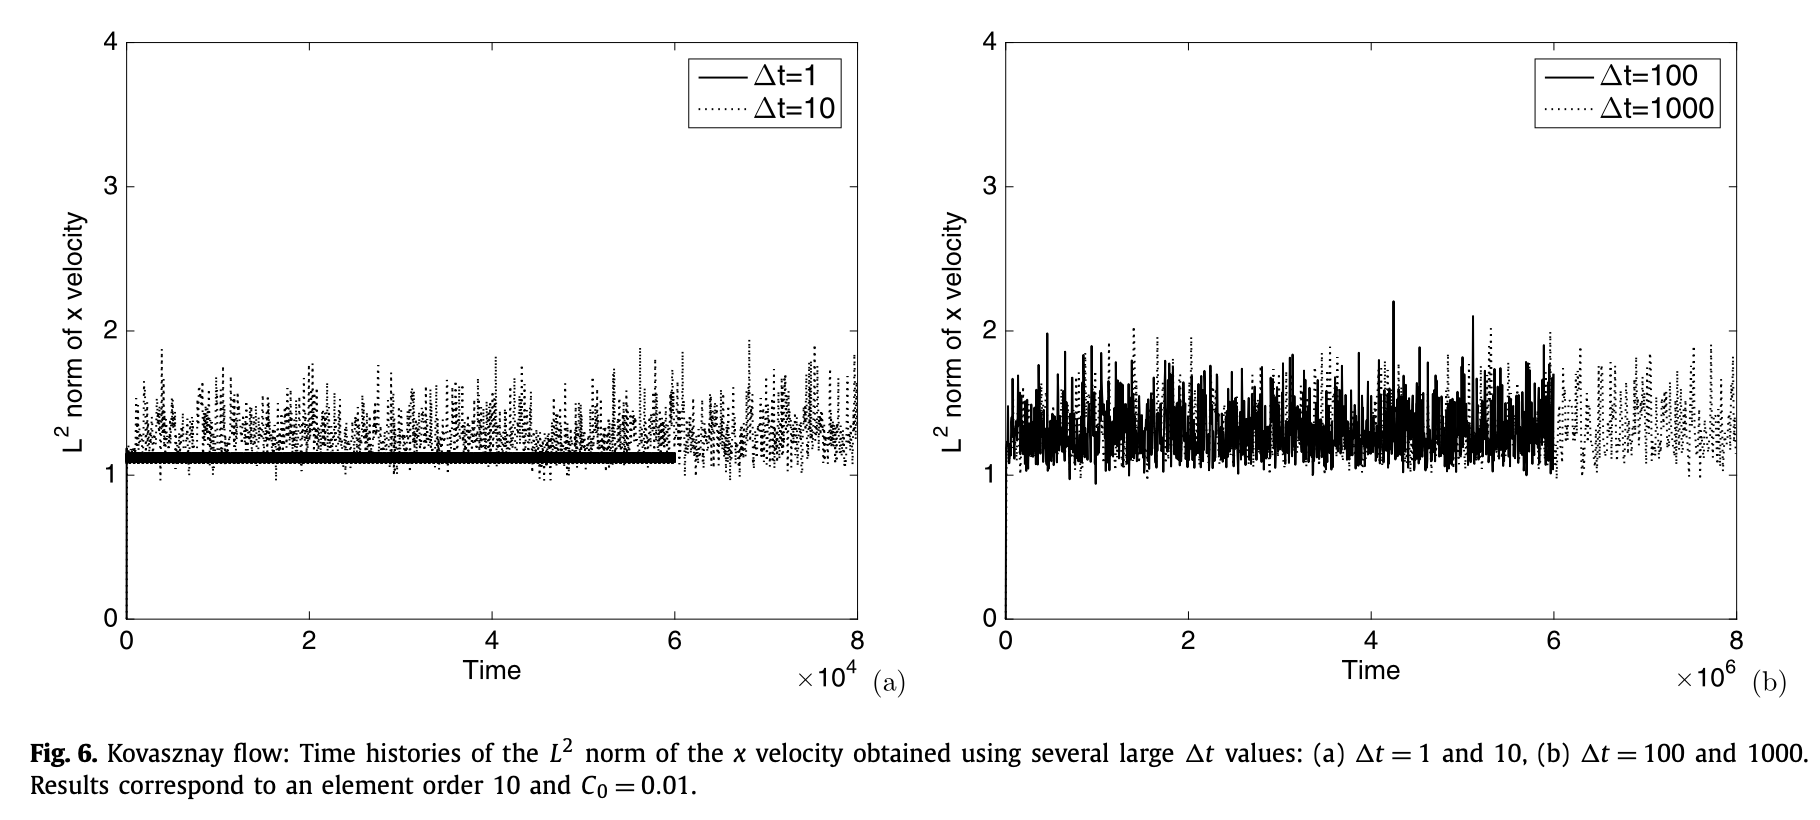 4
3
2
1
0
L² norm of x velocity
Δt=1
Δt=10
0 2 4 6 8
Time
×10⁴ (a)
4
3
2
1
0
L² norm of x velocity
Δt=100
Δt=1000
0 2 4 6 8
Time
×10⁶ (b)
Fig. 6. Kovasznay flow: Time histories of the L² norm of the x velocity obtained using several large Δt values: (a) Δt = 1 and 10, (b) Δt = 100 and 1000.
Results correspond to an element order 10 and C₀ = 0.01.